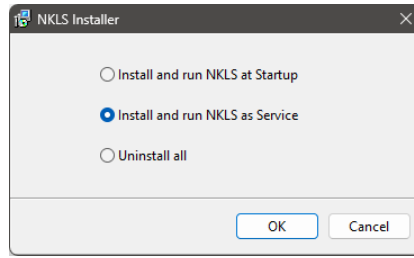 NKLS Installer
Install and run NKLS at Startup
Install and run NKLS as Service
Uninstall all
OK Cancel